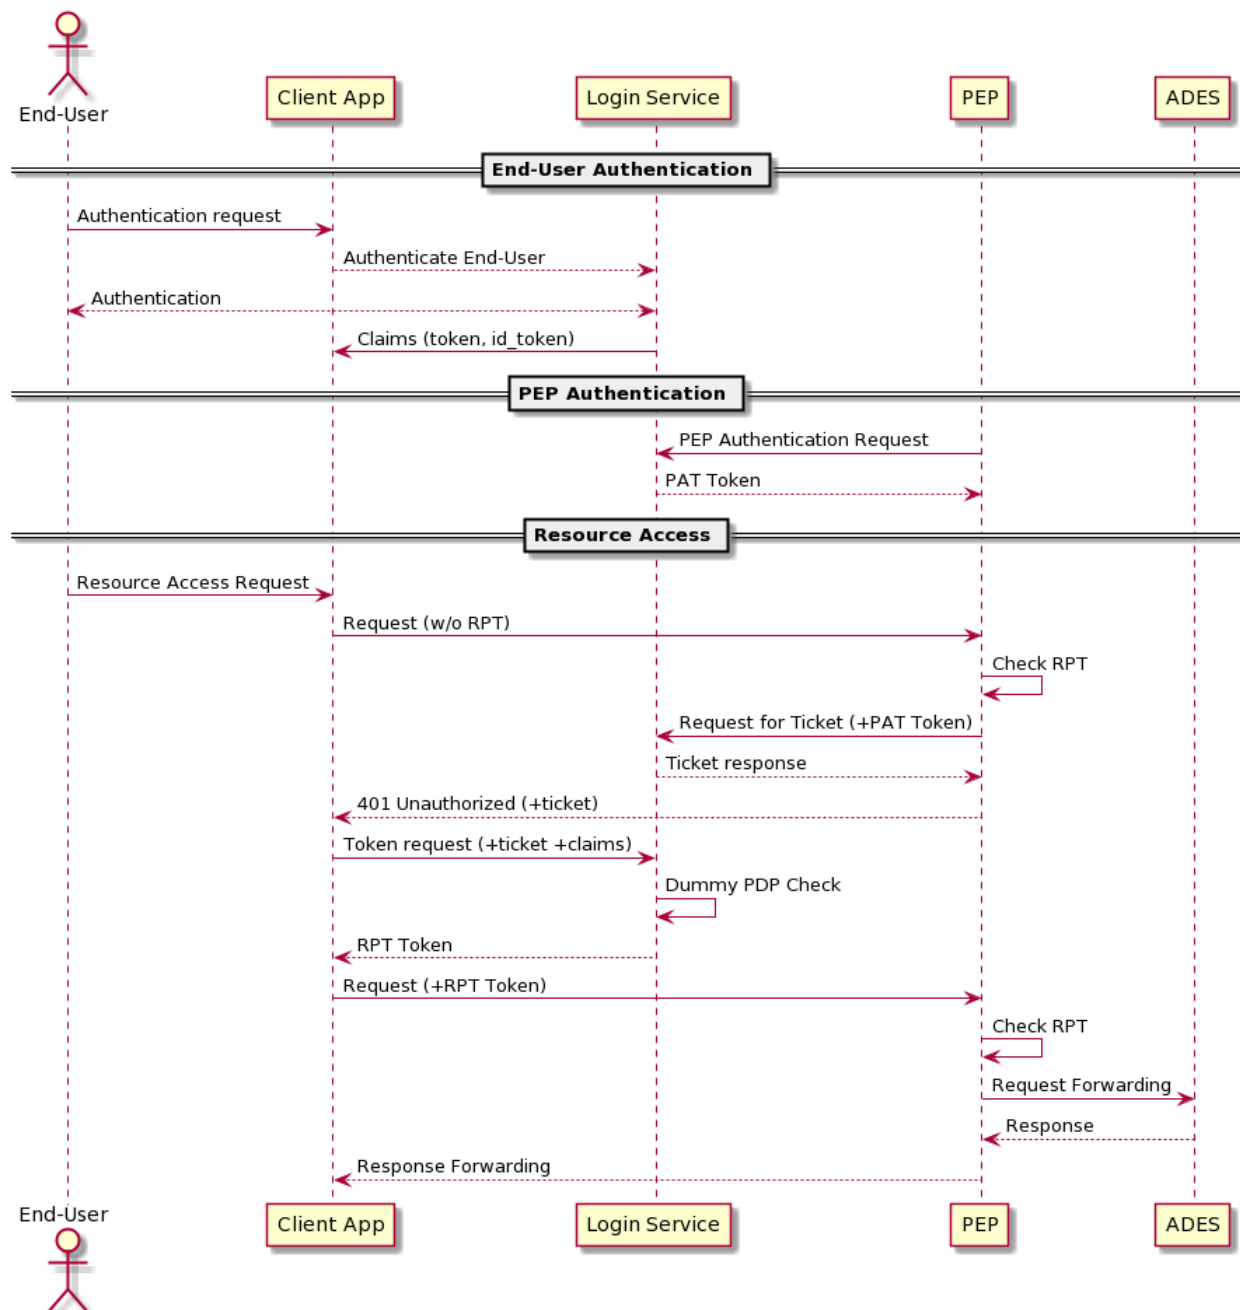 End-User
Client App
Login Service
PEP
ADES
End-User Authentication
Authentication request
Authenticate End-User
Authentication
Claims (token, id_token)
PEP Authentication
PEP Authentication Request
PAT Token
Resource Access
Resource Access Request
Request (w/o RPT)
Check RPT
Request for Ticket (+PAT Token)
Ticket response
401 Unauthorized (+ticket)
Token request (+ticket +claims)
Dummy PDP Check
RPT Token
Request (+RPT Token)
Check RPT
Request Forwarding
Response
Response Forwarding
End-User
Client App
Login Service
PEP
ADES